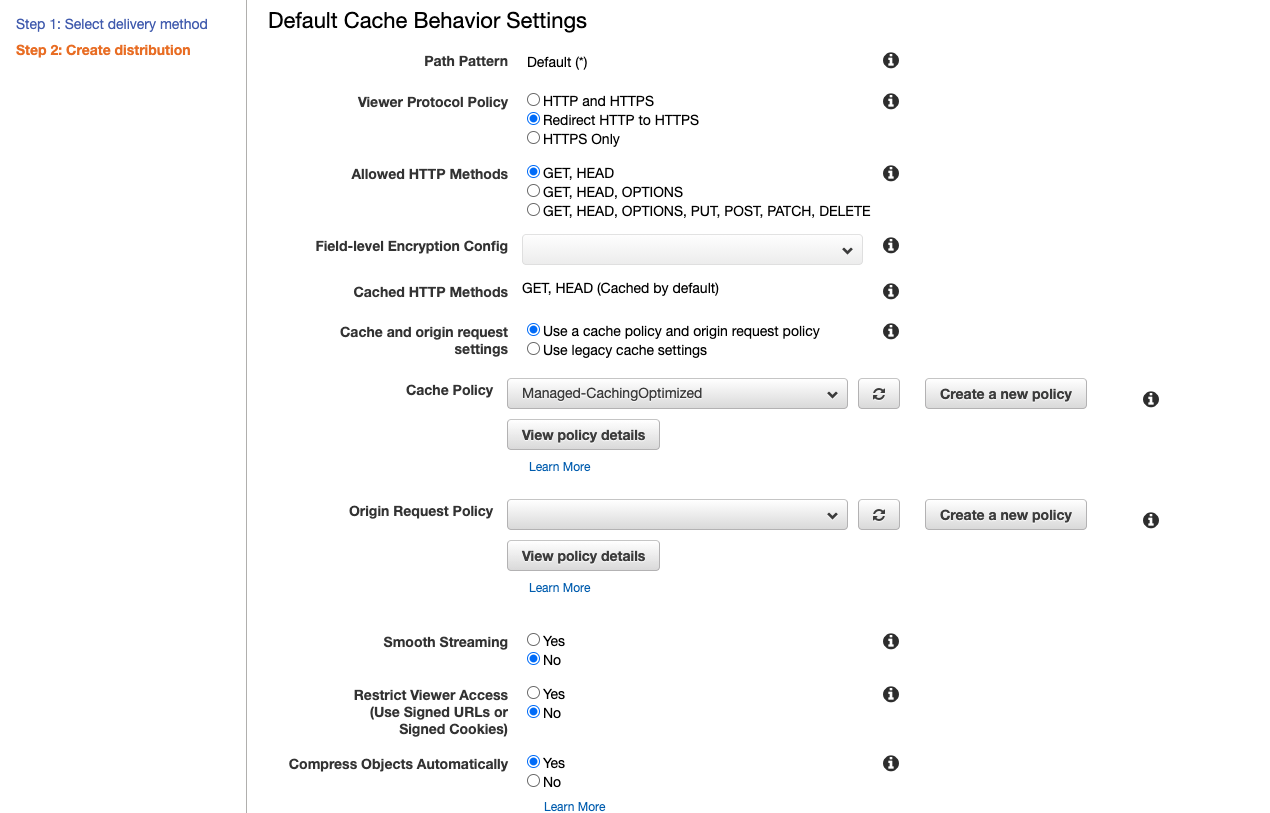 Step 1: Select delivery method
Step 2: Create distribution
Default Cache Behavior Settings
Path Pattern
Default (*)
Viewer Protocol Policy
HTTP and HTTPS
Redirect HTTP to HTTPS
HTTPS Only
Allowed HTTP Methods
GET, HEAD
GET, HEAD, OPTIONS
GET, HEAD, OPTIONS, PUT, POST, PATCH, DELETE
Field-level Encryption Config
Cached HTTP Methods
GET, HEAD (Cached by default)
Cache and origin request
settings
Use a cache policy and origin request policy
Use legacy cache settings
Cache Policy
Managed-CachingOptimized
Create a new policy
View policy details
Learn More
Origin Request Policy
Create a new policy
View policy details
Learn More
Smooth Streaming
Yes
No
Restrict Viewer Access
(Use Signed URLs or
Signed Cookies)
Yes
No
Compress Objects Automatically
Yes
No
Learn More